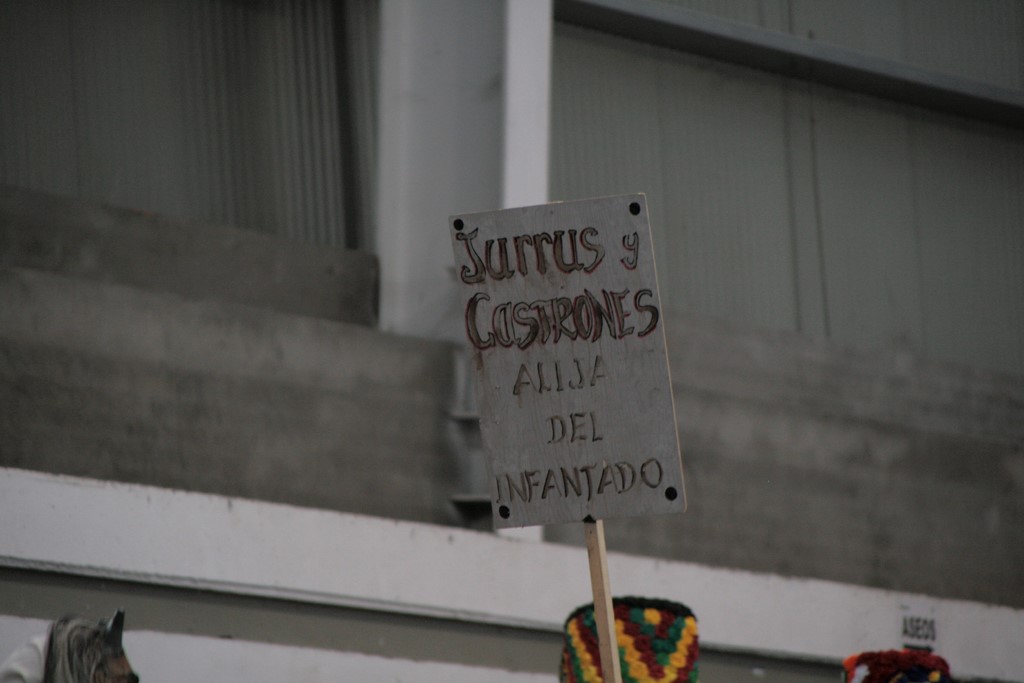 Jurrus y
CASTRONES
ALIJA
DEL
INFANTADO
ASEOS